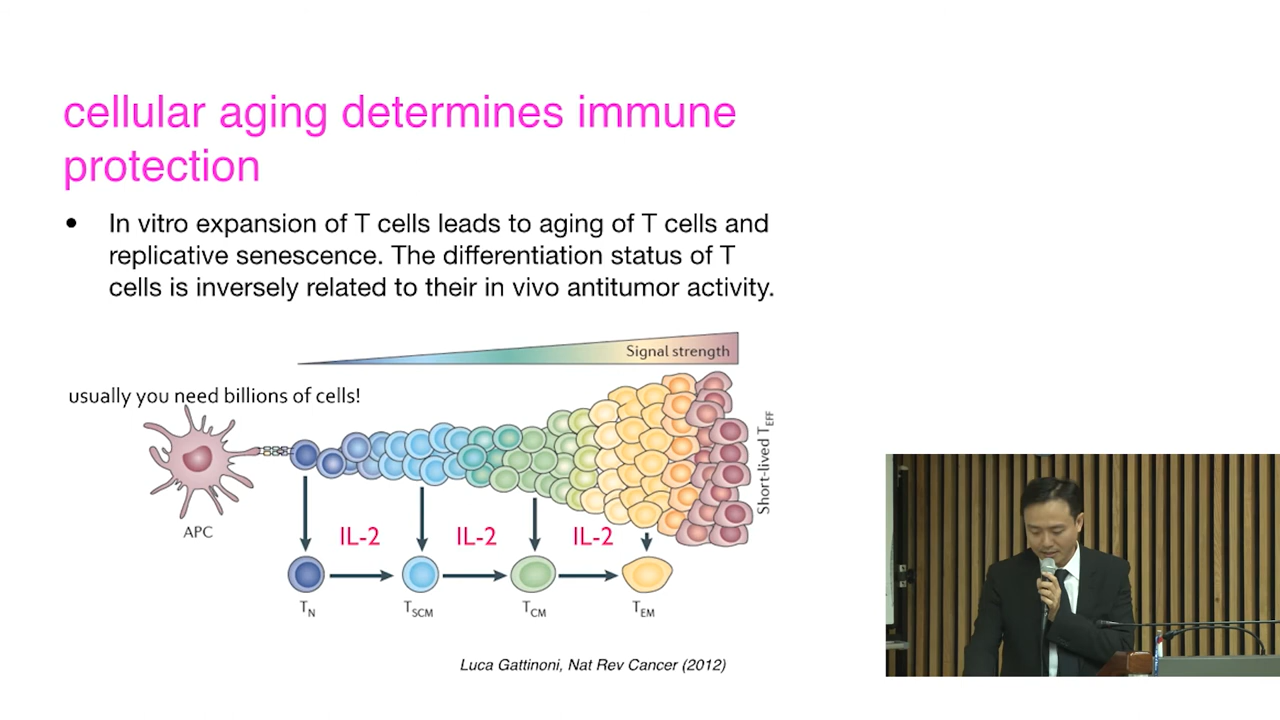 cellular aging determines immune
protection
• In vitro expansion of T cells leads to aging of T cells and
replicative senescence. The differentiation status of T
cells is inversely related to their in vivo antitumor activity.
Signal strength
usually you need billions of cells!
Short-lived TEFF
APC
IL-2 IL-2 IL-2
TN TSCM TCM TEM
Luca Gattinoni, Nat Rev Cancer (2012)